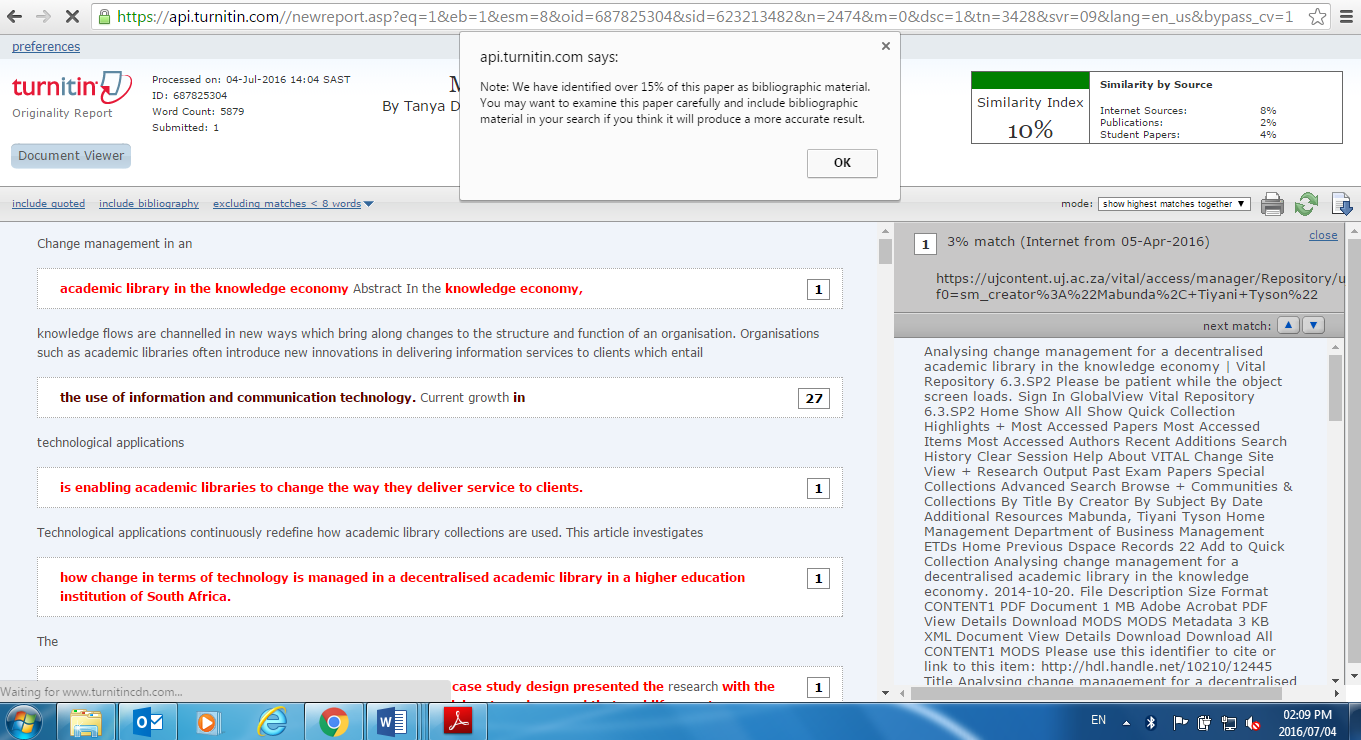 https://api.turnitin.com//newreport.asp?eq=1&eb=1&esm=8&oid=687825304&sid=623213482&n=2474&m=0&dsc=1&tn=3428&svr=09&lang=en_us&bypass_cv=1
preferences
turnitin
Originality Report
Processed on: 04-Jul-2016 14:04 SAST
ID: 687825304
Word Count: 5879
Submitted: 1
Document Viewer
By Tanya D
api.turnitin.com says:
Note: We have identified over 15% of this paper as bibliographic material.
You may want to examine this paper carefully and include bibliographic
material in your search if you think it will produce a more accurate result.
OK
Similarity Index
10%
Similarity by Source
Internet Sources: 8%
Publications: 2%
Student Papers: 4%
include quoted include bibliography excluding matches < 8 words
mode: show highest matches together
Change management in an
academic library in the knowledge economy Abstract In the knowledge economy, 1
knowledge flows are channelled in new ways which bring along changes to the structure and function of an organisation. Organisations
such as academic libraries often introduce new innovations in delivering information services to clients which entail
the use of information and communication technology. Current growth in 27
technological applications
is enabling academic libraries to change the way they deliver service to clients. 1
Technological applications continuously redefine how academic library collections are used. This article investigates
how change in terms of technology is managed in a decentralised academic library in a higher education 1
institution of South Africa.
The
case study design presented the research with the 1
Waiting for www.turnitincdn.com...
1 3% match (Internet from 05-Apr-2016) close
https://ujcontent.uj.ac.za/vital/access/manager/Repository/u
f0=sm_creator%3A%22Mabunda%2C+Tiyani+Tyson%22
next match:
Analysing change management for a decentralised
academic library in the knowledge economy | Vital
Repository 6.3.SP2 Please be patient while the object
screen loads. Sign In GlobalView Vital Repository
6.3.SP2 Home Show All Show Quick Collection
Highlights + Most Accessed Papers Most Accessed
Items Most Accessed Authors Recent Additions Search
History Clear Session Help About VITAL Change Site
View + Research Output Past Exam Papers Special
Collections Advanced Search Browse + Communities &
Collections By Title By Creator By Subject By Date
Additional Resources Mabunda, Tiyani Tyson Home
Management Department of Business Management
ETDs Home Previous Dspace Records 22 Add to Quick
Collection Analysing change management for a
decentralised academic library in the knowledge
economy. 2014-10-20. File Description Size Format
CONTENT1 PDF Document 1 MB Adobe Acrobat PDF
View Details Download MODS MODS Metadata 3 KB
XML Document View Details Download Download All
CONTENT1 MODS Please use this identifier to cite or
link to this item: http://hdl.handle.net/10210/12445
Title Analysing change management for a decentralised
EN
02:09 PM
2016/07/04